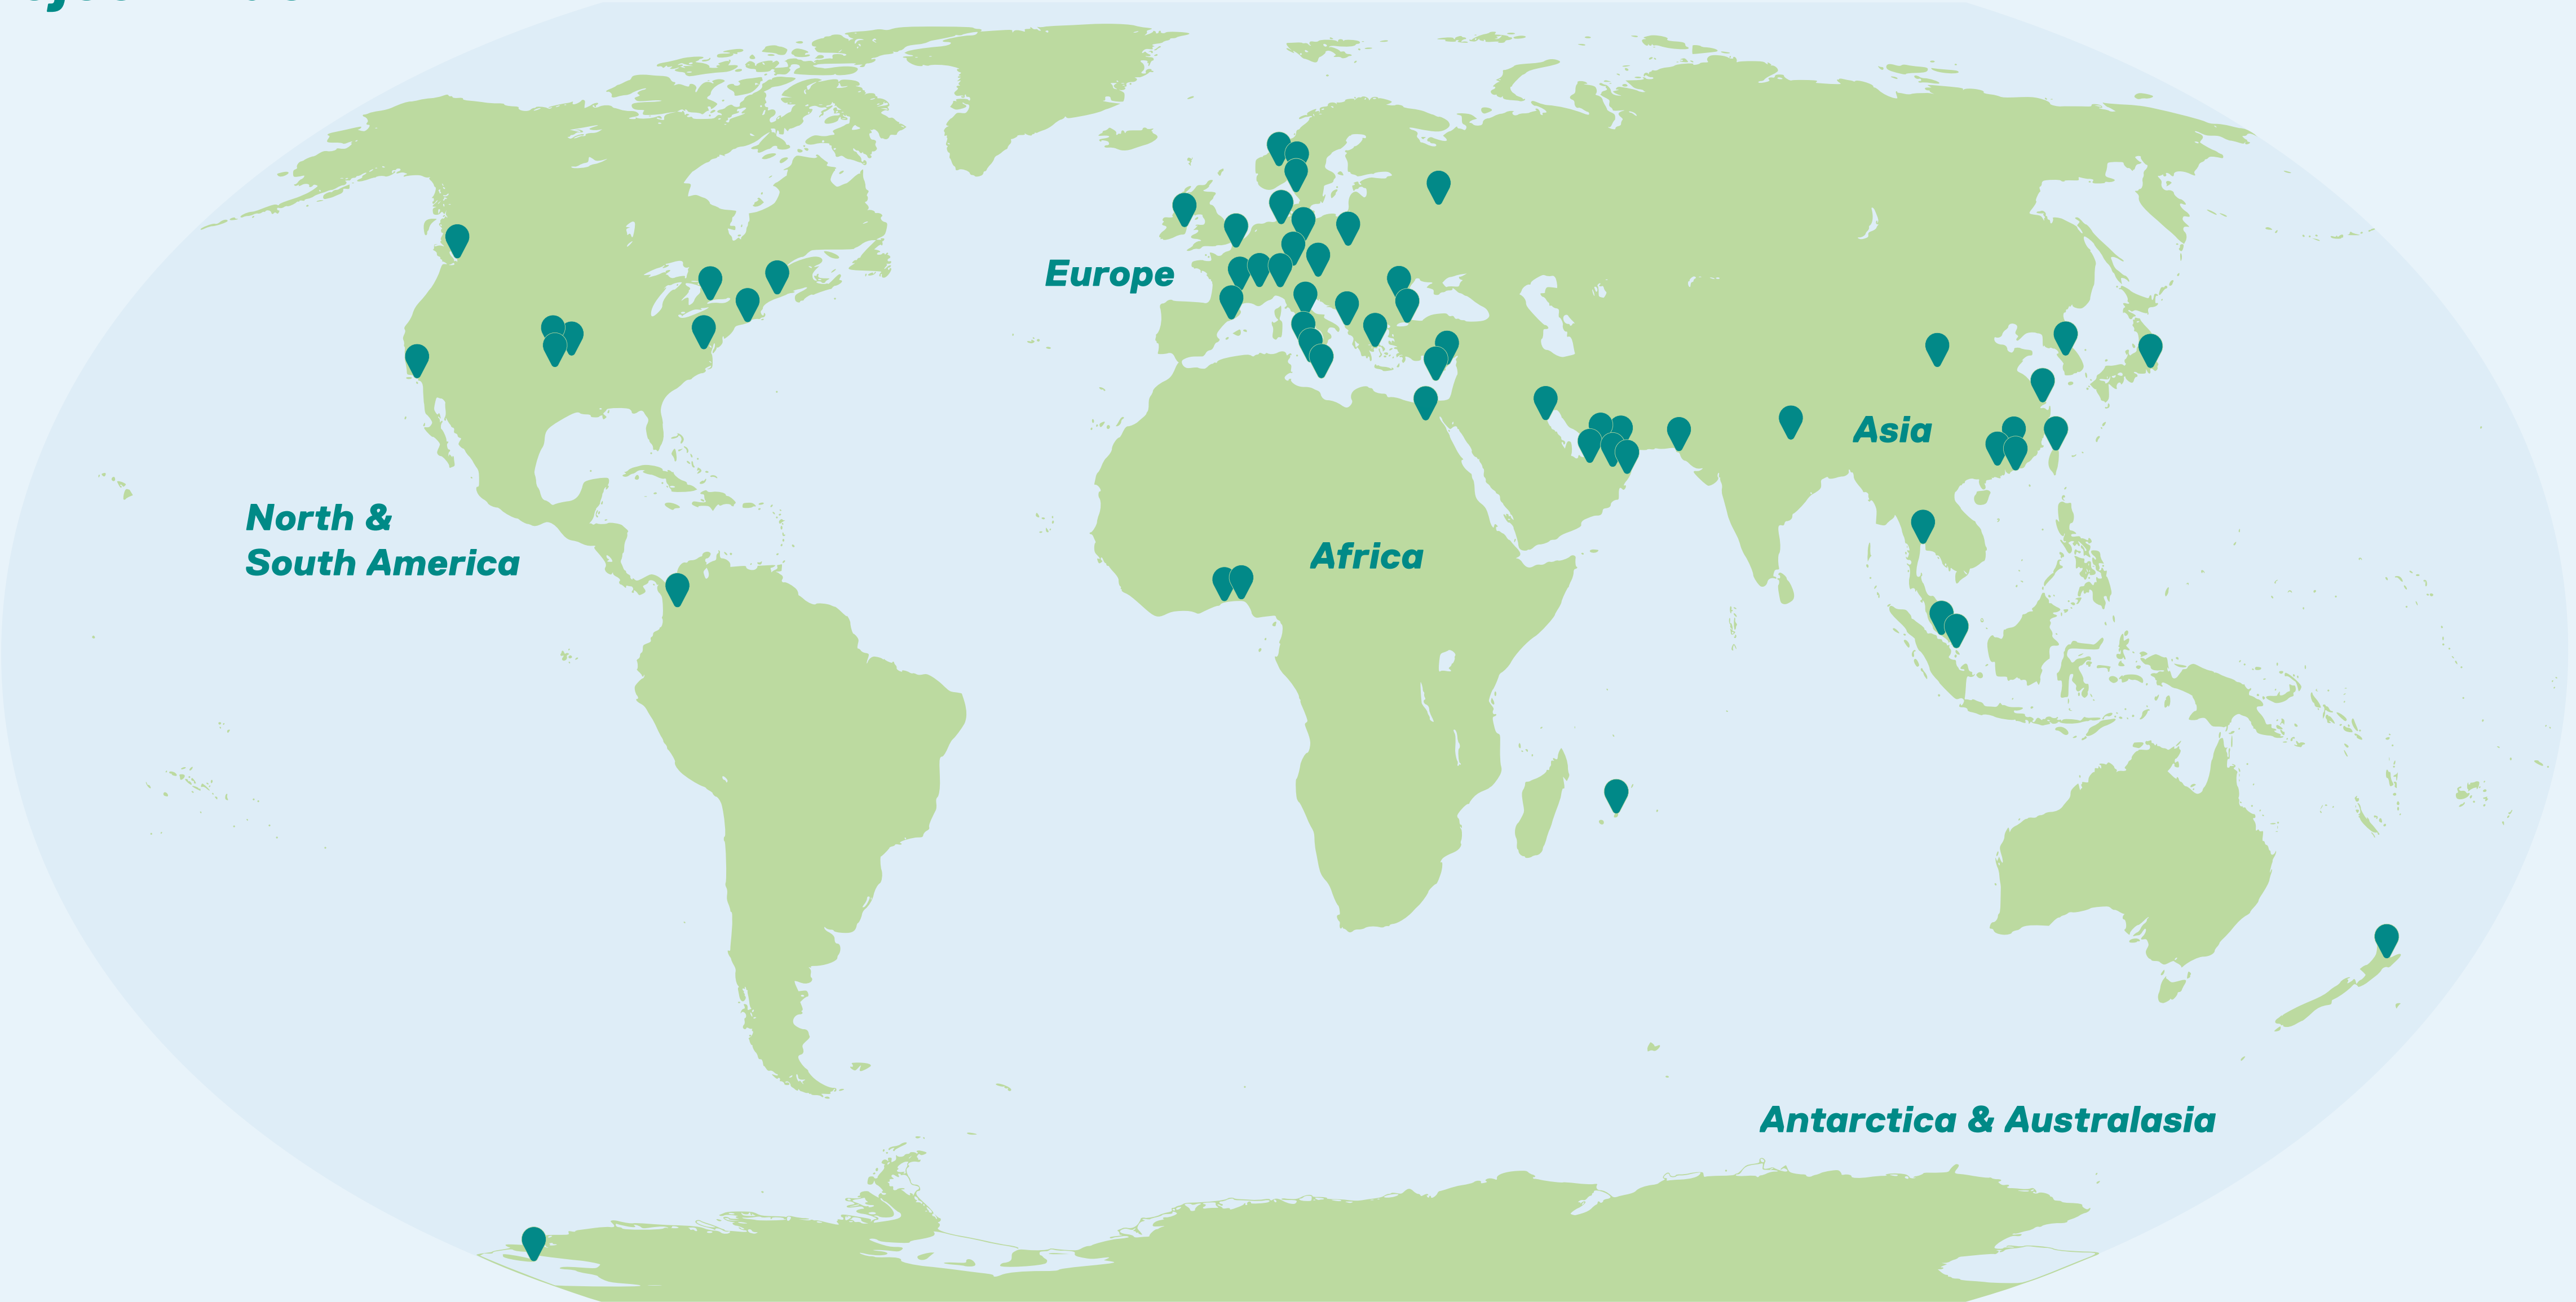 Europe
Asia
North &
South America
Africa
Antarctica & Australasia